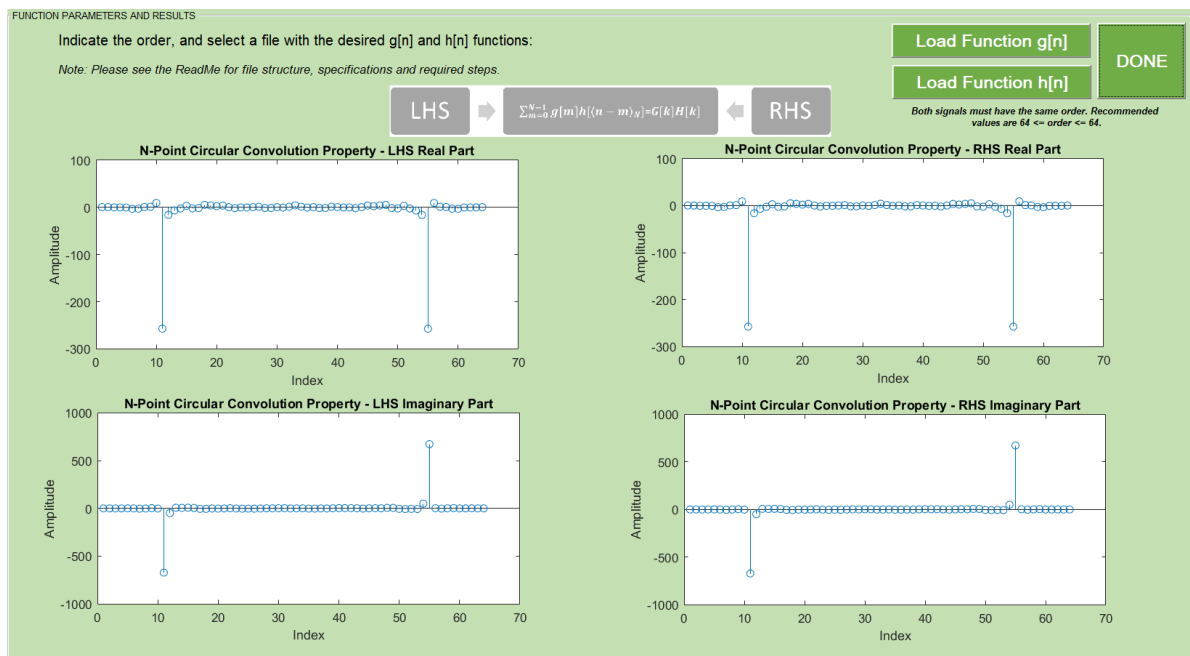 FUNCTION PARAMETERS AND RESULTS
Indicate the order, and select a file with the desired g[n] and h[n] functions:
Note: Please see the ReadMe for file structure, specifications and required steps.
Load Function g[n]
Load Function h[n]
DONE
Both signals must have the same order. Recommended
values are 64 <= order <= 64.
LHS
∑_{m=0}^{N-1} g[m]h[⟨n − m⟩_N]=G[k]H[k]
RHS
N-Point Circular Convolution Property - LHS Real Part
100
0
-100
-200
-300
Amplitude
0 10 20 30 40 50 60 70
Index
N-Point Circular Convolution Property - RHS Real Part
100
0
-100
-200
-300
Amplitude
0 10 20 30 40 50 60 70
Index
N-Point Circular Convolution Property - LHS Imaginary Part
1000
500
0
-500
-1000
Amplitude
0 10 20 30 40 50 60 70
Index
N-Point Circular Convolution Property - RHS Imaginary Part
1000
500
0
-500
-1000
Amplitude
0 10 20 30 40 50 60 70
Index